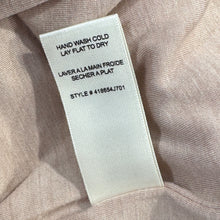 HAND WASH COLD
LAY FLAT TO DRY
LAVER A LA MAIN FROIDE
SECHER A PLAT
STYLE # 418654J701